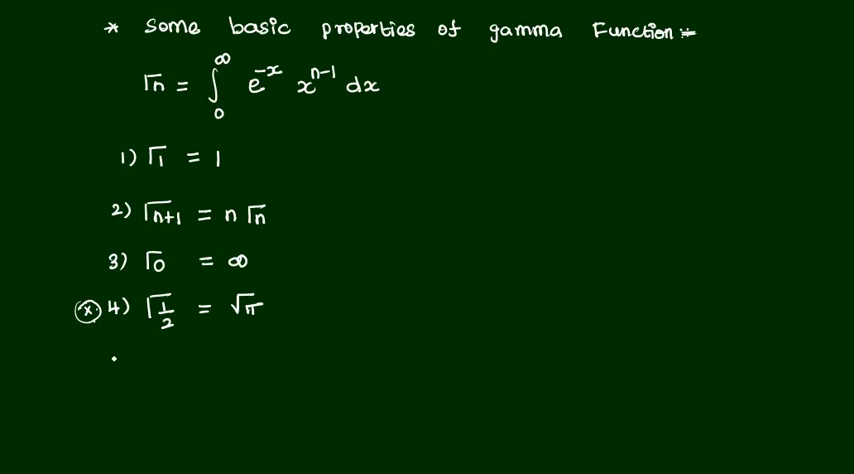 * Some basic properties of gamma Function :-
Γn = ∫₀^∞ e^{-x} x^{n-1} dx
1) Γ1 = 1
2) Γn+1 = n Γn
3) Γ0 = ∞
(*) 4) Γ1/2 = √π